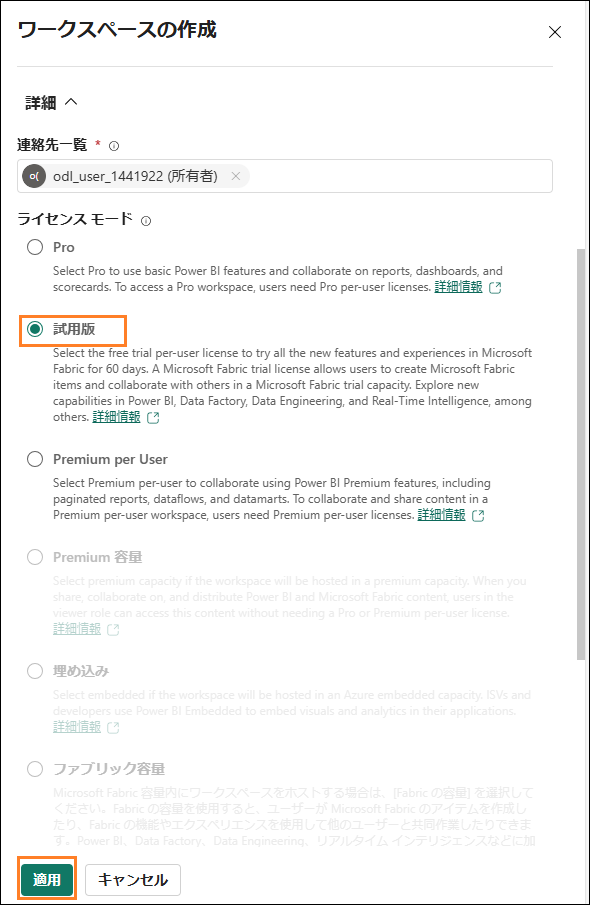 ワークスペースの作成
詳細
連絡先一覧 *
o( odl_user_1441922 (所有者)
ライセンス モード
Pro
Select Pro to use basic Power BI features and collaborate on reports, dashboards, and
scorecards. To access a Pro workspace, users need Pro per-user licenses. 詳細情報
試用版
Select the free trial per-user license to try all the new features and experiences in Microsoft
Fabric for 60 days. A Microsoft Fabric trial license allows users to create Microsoft Fabric
items and collaborate with others in a Microsoft Fabric trial capacity. Explore new
capabilities in Power BI, Data Factory, Data Engineering, and Real-Time Intelligence, among
others. 詳細情報
Premium per User
Select Premium per-user to collaborate using Power BI Premium features, including
paginated reports, dataflows, and datamarts. To collaborate and share content in a
Premium per-user workspace, users need Premium per-user licenses. 詳細情報
Premium 容量
Select premium capacity if the workspace will be hosted in a premium capacity. When you
share, collaborate on, and distribute Power BI and Microsoft Fabric content, users in the
viewer role can access this content without needing a Pro or Premium per-user license.
詳細情報
埋め込み
Select embedded if the workspace will be hosted in an Azure embedded capacity. ISVs and
developers use Power BI Embedded to embed visuals and analytics in their applications.
詳細情報
ファブリック容量
Microsoft Fabric 容量内にワークスペースをホストする場合は、[Fabric の容量] を選択して
ください。Fabric の容量を使用すると、ユーザーが Microsoft Fabric のアイテムを作成し
たり、Fabric の機能やエクスペリエンスを使用して他のユーザーと共同作業したりできま
す。Power BI、Data Factory、Data Engineering、リアルタイム インテリジェンスなどに加
適用 キャンセル